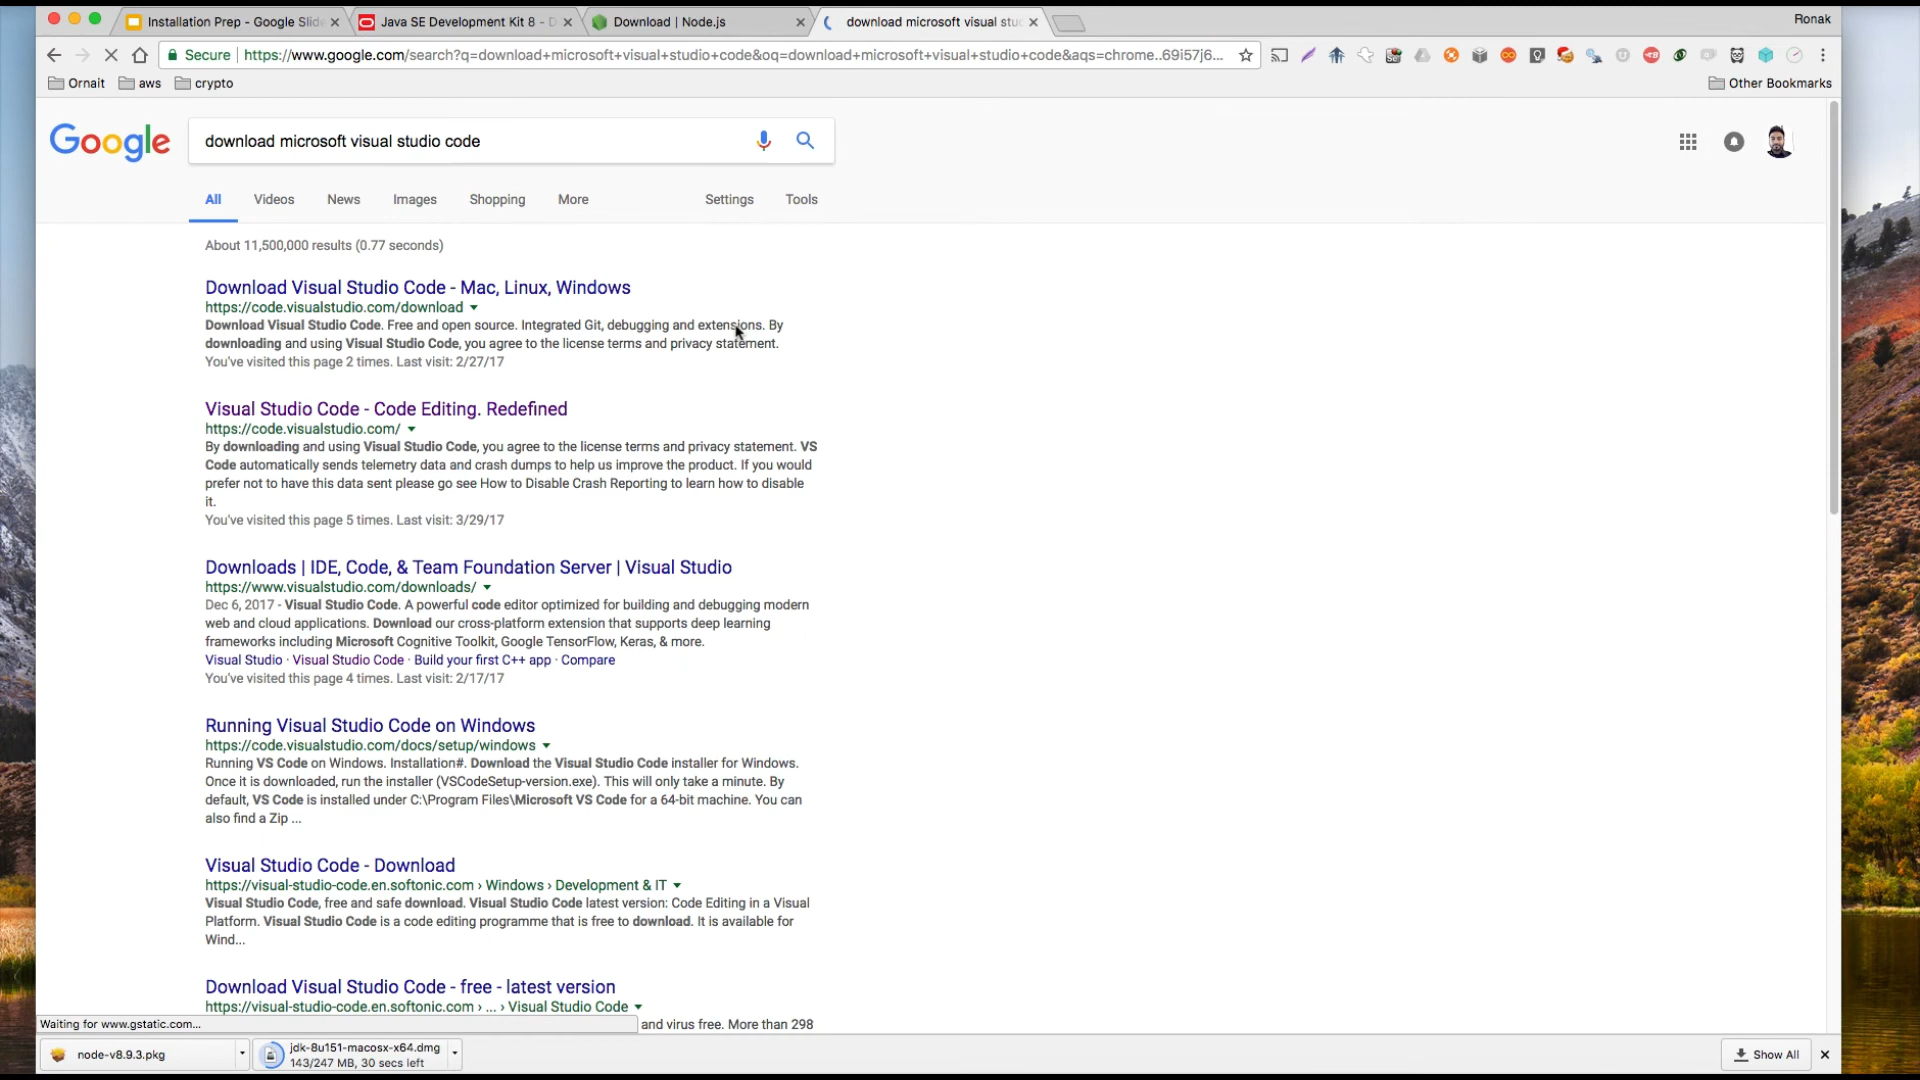 Installation Prep - Google Slide
Java SE Development Kit 8 - D
Download | Node.js
download microsoft visual stu
Ronak
Secure
https://www.google.com/search?q=download+microsoft+visual+studio+code&oq=download+microsoft+visual+studio+code&aqs=chrome..69i57j6...
Ornait
aws
crypto
Other Bookmarks
Google
download microsoft visual studio code
All
Videos
News
Images
Shopping
More
Settings
Tools
About 11,500,000 results (0.77 seconds)
Download Visual Studio Code - Mac, Linux, Windows
https://code.visualstudio.com/download
Download Visual Studio Code. Free and open source. Integrated Git, debugging and extensions. By
downloading and using Visual Studio Code, you agree to the license terms and privacy statement.
You've visited this page 2 times. Last visit: 2/27/17
Visual Studio Code - Code Editing. Redefined
https://code.visualstudio.com/
By downloading and using Visual Studio Code, you agree to the license terms and privacy statement. VS
Code automatically sends telemetry data and crash dumps to help us improve the product. If you would
prefer not to have this data sent please go see How to Disable Crash Reporting to learn how to disable
it.
You've visited this page 5 times. Last visit: 3/29/17
Downloads | IDE, Code, & Team Foundation Server | Visual Studio
https://www.visualstudio.com/downloads/
Dec 6, 2017 - Visual Studio Code. A powerful code editor optimized for building and debugging modern
web and cloud applications. Download our cross-platform extension that supports deep learning
frameworks including Microsoft Cognitive Toolkit, Google TensorFlow, Keras, & more.
Visual Studio · Visual Studio Code · Build your first C++ app · Compare
You've visited this page 4 times. Last visit: 2/17/17
Running Visual Studio Code on Windows
https://code.visualstudio.com/docs/setup/windows
Running VS Code on Windows. Installation#. Download the Visual Studio Code installer for Windows.
Once it is downloaded, run the installer (VSCodeSetup-version.exe). This will only take a minute. By
default, VS Code is installed under C:\Program Files\Microsoft VS Code for a 64-bit machine. You can
also find a Zip ...
Visual Studio Code - Download
https://visual-studio-code.en.softonic.com › Windows › Development & IT
Visual Studio Code, free and safe download. Visual Studio Code latest version: Code Editing in a Visual
Platform. Visual Studio Code is a code editing programme that is free to download. It is available for
Wind...
Download Visual Studio Code - free - latest version
https://visual-studio-code.en.softonic.com › ... › Visual Studio Code
Waiting for www.gstatic.com...
and virus free. More than 298
node-v8.9.3.pkg
jdk-8u151-macosx-x64.dmg
143/247 MB, 30 secs left
Show All